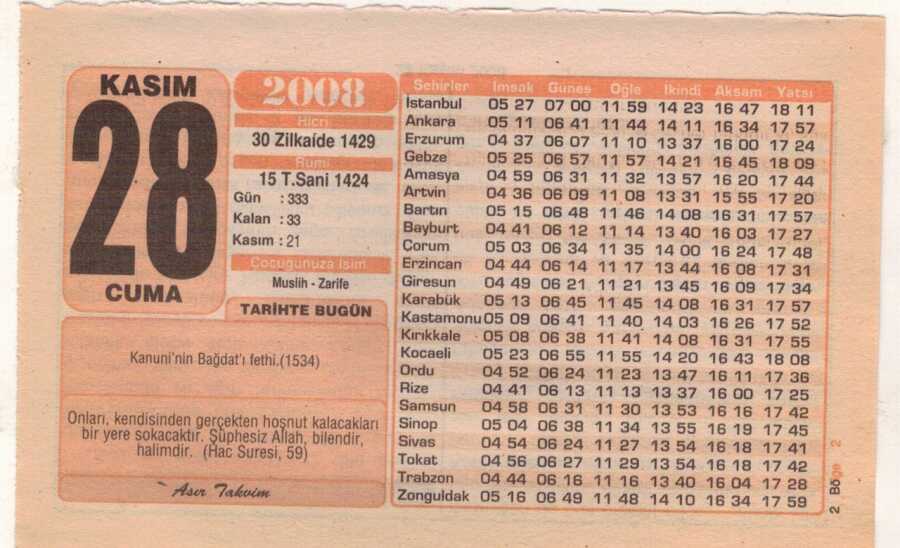 KASIM
28
CUMA
2008
Hicri
30 Zilkaide 1429
Rumi
15 T.Sani 1424
Gün : 333
Kalan : 33
Kasım : 21
Çocuğunuza İsim
Muslih - Zarife
TARİHTE BUGÜN
Kanuni'nin Bağdat'ı fethi.(1534)
Onları, kendisinden gerçekten hoşnut kalacakları
bir yere sokacaktır. Şüphesiz Allah, bilendir,
halimdir. (Hac Suresi, 59)
Asır Takvim
Şehirler İmsak Güneş Öğle İkindi Akşam Yatsı
İstanbul 05 27 07 00 11 59 14 23 16 47 18 11
Ankara 05 11 06 41 11 44 14 11 16 34 17 57
Erzurum 04 37 06 07 11 10 13 37 16 00 17 24
Gebze 05 25 06 57 11 57 14 21 16 45 18 09
Amasya 04 59 06 31 11 32 13 57 16 20 17 44
Artvin 04 36 06 09 11 08 13 31 15 55 17 20
Bartın 05 15 06 48 11 46 14 08 16 31 17 57
Bayburt 04 41 06 12 11 14 13 40 16 03 17 27
Çorum 05 03 06 34 11 35 14 00 16 24 17 48
Erzincan 04 44 06 14 11 17 13 44 16 08 17 31
Giresun 04 49 06 21 11 21 13 45 16 09 17 34
Karabük 05 13 06 45 11 45 14 08 16 31 17 57
Kastamonu 05 09 06 41 11 40 14 03 16 26 17 52
Kırıkkale 05 08 06 38 11 41 14 08 16 31 17 55
Kocaeli 05 23 06 55 11 55 14 20 16 43 18 08
Ordu 04 52 06 24 11 23 13 47 16 11 17 36
Rize 04 41 06 13 11 13 13 37 16 00 17 25
Samsun 04 58 06 31 11 30 13 53 16 16 17 42
Sinop 05 04 06 38 11 34 13 55 16 19 17 45
Sivas 04 54 06 24 11 27 13 54 16 18 17 41
Tokat 04 56 06 27 11 29 13 54 16 18 17 42
Trabzon 04 44 06 16 11 16 13 40 16 04 17 28
Zonguldak 05 16 06 49 11 48 14 10 16 34 17 59
2 Bölge 2